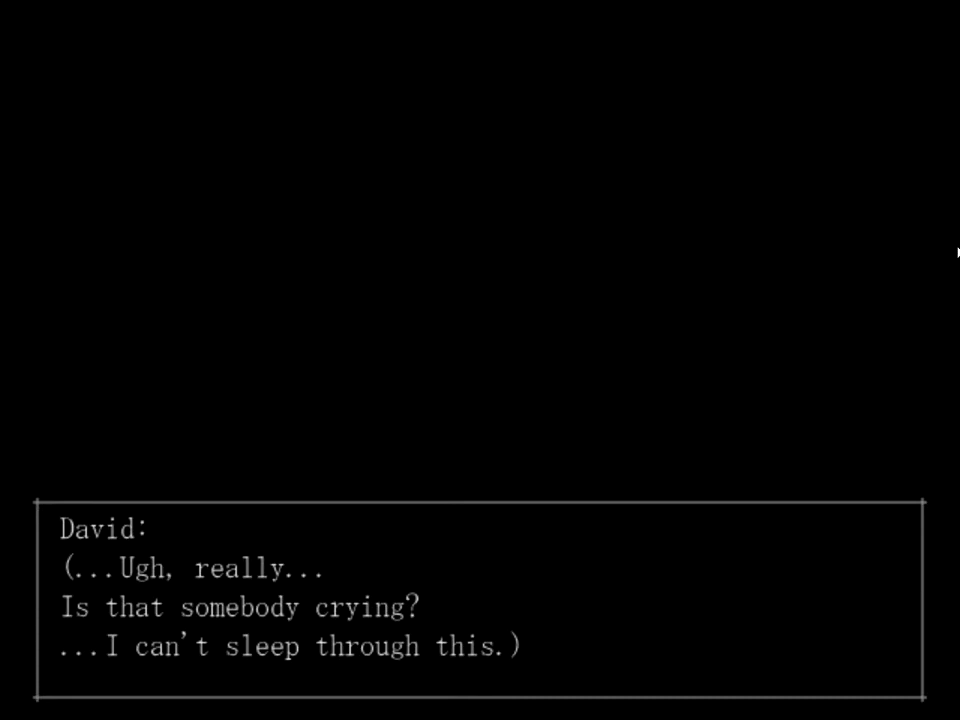 David:
(...Ugh, really...
Is that somebody crying?
...I can't sleep through this.)